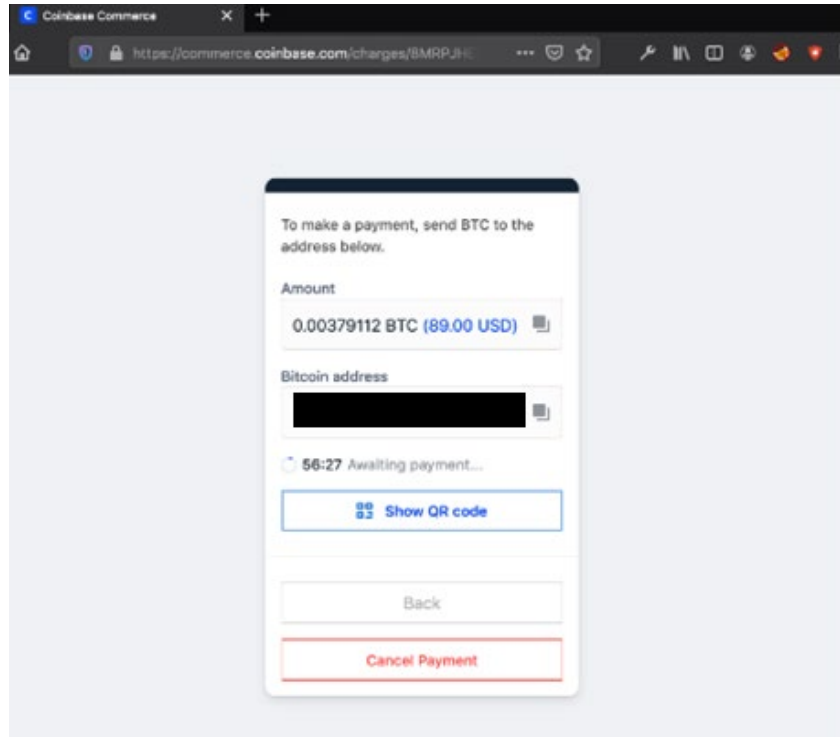 Coinbase Commerce
https://commerce.coinbase.com/charges/8MRPJH
To make a payment, send BTC to the
address below.
Amount
0.00379112 BTC (89.00 USD)
Bitcoin address
56:27 Awaiting payment...
Show QR code
Back
Cancel Payment